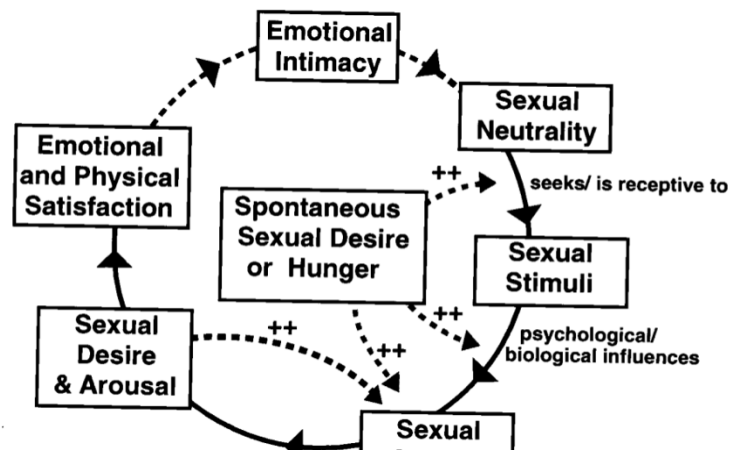 Emotional
Intimacy
Sexual
Neutrality
Emotional
and Physical
Satisfaction
++
seeks/ is receptive to
Spontaneous
Sexual Desire
or Hunger
Sexual
Stimuli
++
psychological/
biological influences
Sexual
Desire
& Arousal
++
++
Sexual